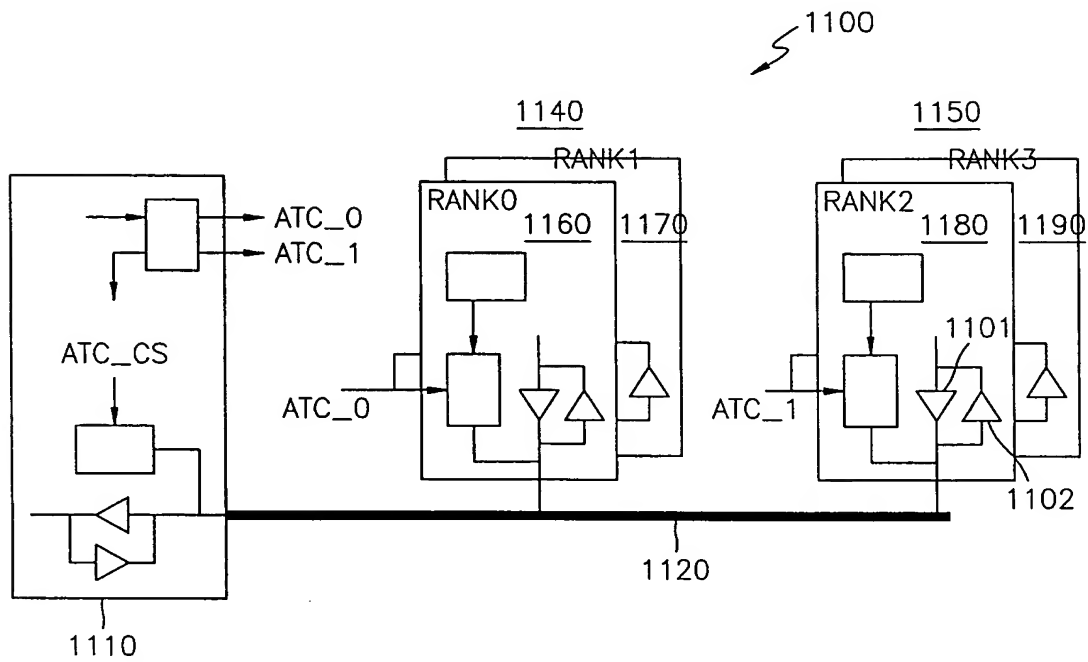 1100
1140
1150
RANK1
RANK3
RANK0
RANK2
1160
1170
1180
1190
ATC_0
ATC_1
1101
ATC_CS
ATC_0
ATC_1
1102
1120
1110